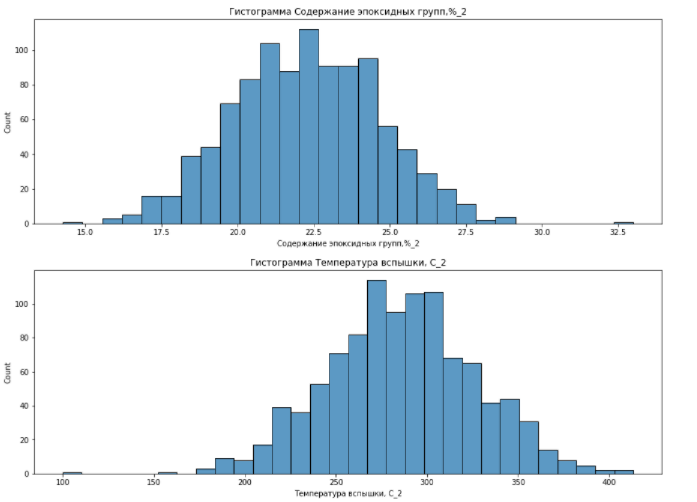 Гистограмма Содержание эпоксидных групп,%_2
100
80
60
40
20
0
Count
15.0 17.5 20.0 22.5 25.0 27.5 30.0 32.5
Содержание эпоксидных групп,%_2
Гистограмма Температура вспышки, С_2
100
80
60
40
20
0
Count
100 150 200 250 300 350 400
Температура вспышки, С_2